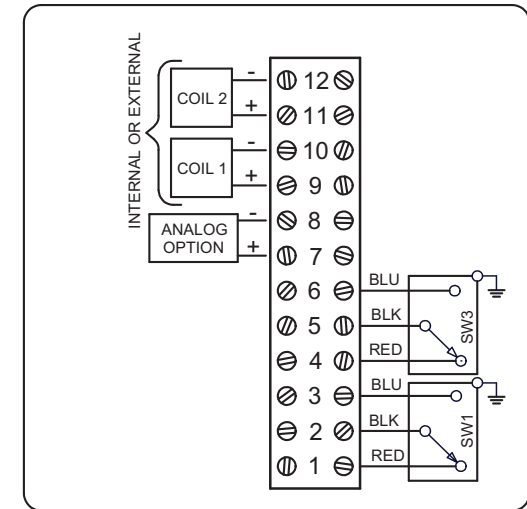 INTERNAL OR EXTERNAL
COIL 2
-
+
COIL 1
-
+
ANALOG
OPTION
-
+
12
11
10
9
8
7
6
5
4
3
2
1
BLU
BLK
RED
SW3
BLU
BLK
RED
SW1